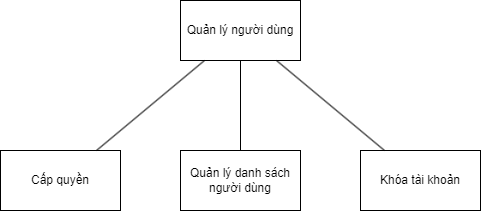 Quản lý người dùng
Cấp quyền
Quản lý danh sách
người dùng
Khóa tài khoản